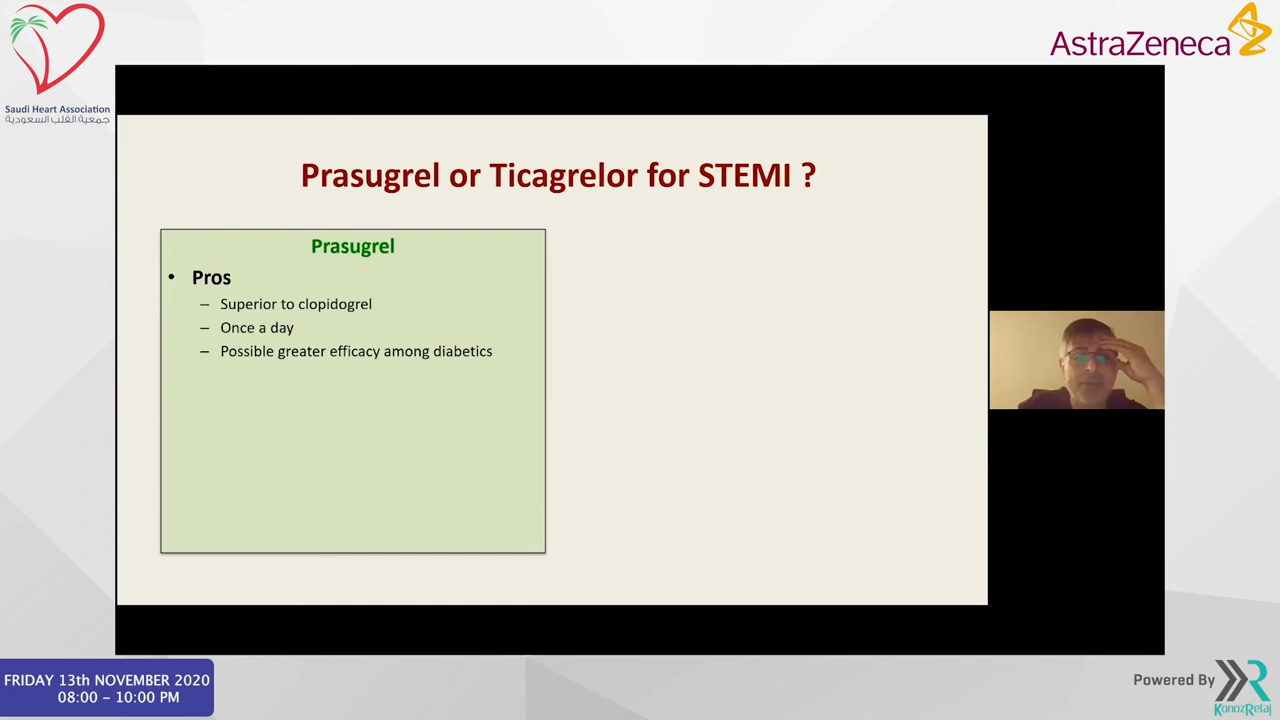 Saudi Heart Association
جمعية القلب السعودية
AstraZeneca
Prasugrel or Ticagrelor for STEMI ?
Prasugrel
• Pros
– Superior to clopidogrel
– Once a day
– Possible greater efficacy among diabetics
FRIDAY 13th NOVEMBER 2020
08:00 – 10:00 PM
Powered By
KonozRetaj